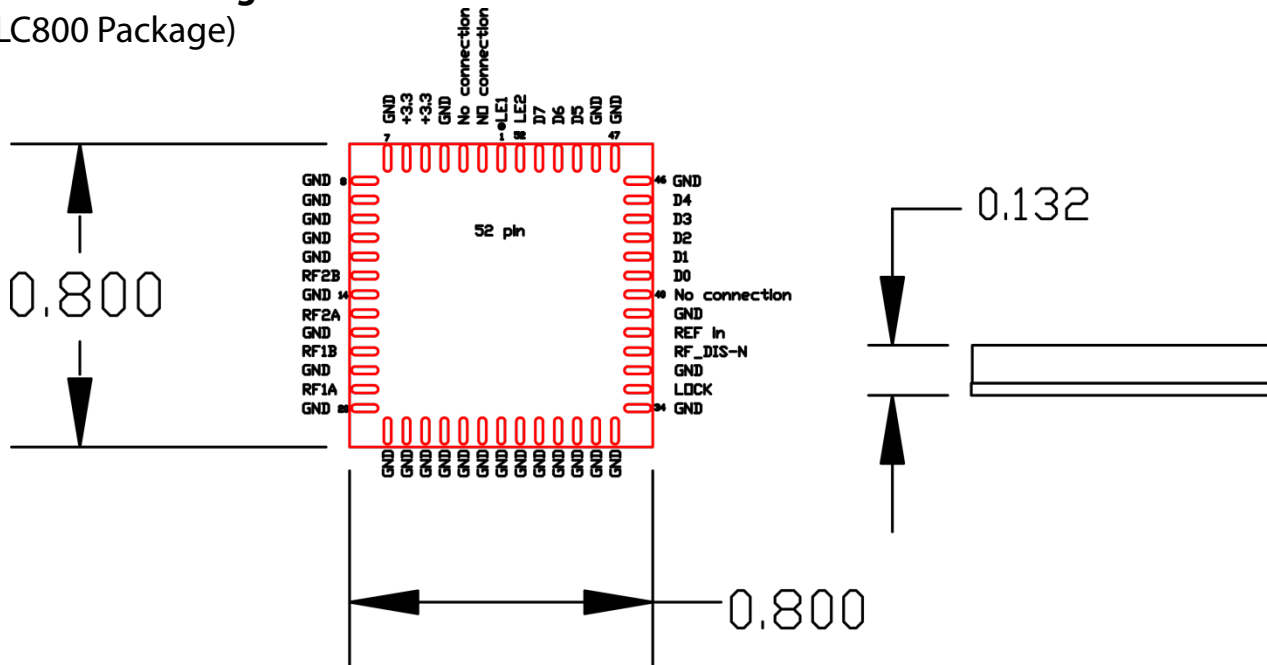 g
LC800 Package)
GND
+3.3
+3.3
GND
No connection
NO connection
LE1
LE2
D7
D6
D5
GND
GND
7
1
52
47
GND 8
GND
GND
GND
GND
RF2B
GND 14
RF2A
GND
RF1B
GND
RF1A
GND 20
52 pin
46 GND
D4
D3
D2
D1
D0
40 No connection
GND
REF in
RF_DIS-N
GND
LOCK
34 GND
GND
GND
GND
GND
GND
GND
GND
GND
GND
GND
GND
GND
GND
0.800
0.132
0.800